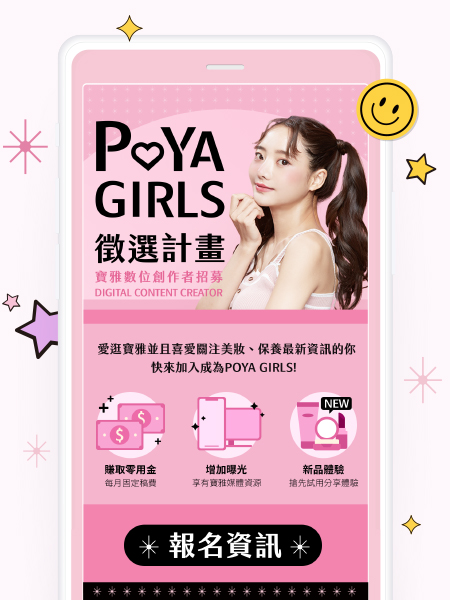 POYA
GIRLS
徵選計畫
寶雅數位創作者招募
DIGITAL CONTENT CREATOR
愛逛寶雅並且喜愛關注美妝、保養最新資訊的你
快來加入成為POYA GIRLS!
NEW
賺取零用金
每月固定稿費
增加曝光
享有寶雅媒體資源
新品體驗
搶先試用分享體驗
報名資訊